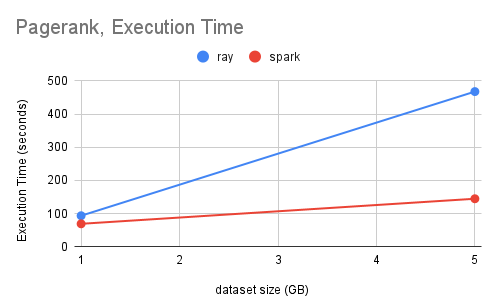 Pagerank, Execution Time
ray spark
Execution Time (seconds)
500
400
300
200
100
0
1 2 3 4 5
dataset size (GB)